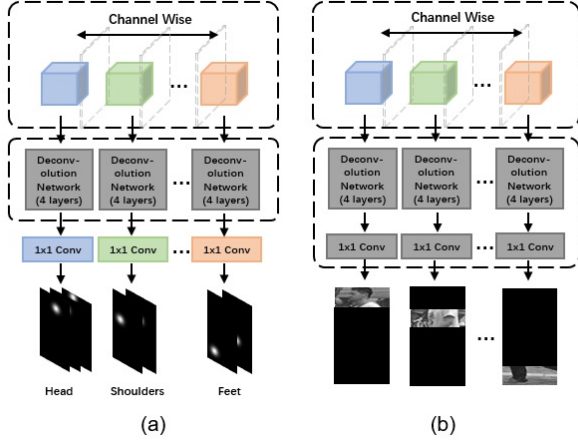 Channel Wise
...
Deconv-
olution
Network
(4 layers)
Deconv-
olution
Network
(4 layers)
...
Deconv-
olution
Network
(4 layers)
1x1 Conv
1x1 Conv
...
1x1 Conv
Head
Shoulders
Feet
(a)
Channel Wise
...
Deconv-
olution
Network
(4 layers)
Deconv-
olution
Network
(4 layers)
...
Deconv-
olution
Network
(4 layers)
1x1 Conv
1x1 Conv
...
1x1 Conv
...
(b)